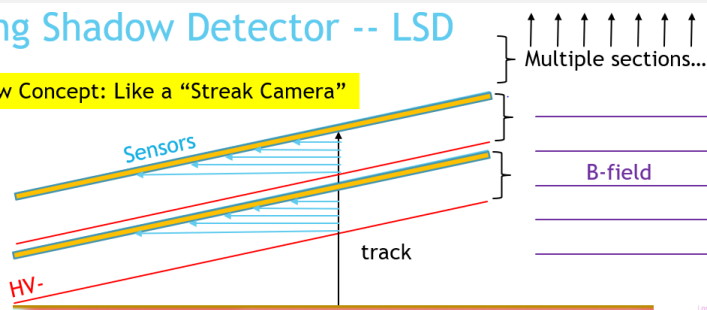 ng Shadow Detector -- LSD
Multiple sections...
w Concept: Like a “Streak Camera”
Sensors
B-field
track
HV-